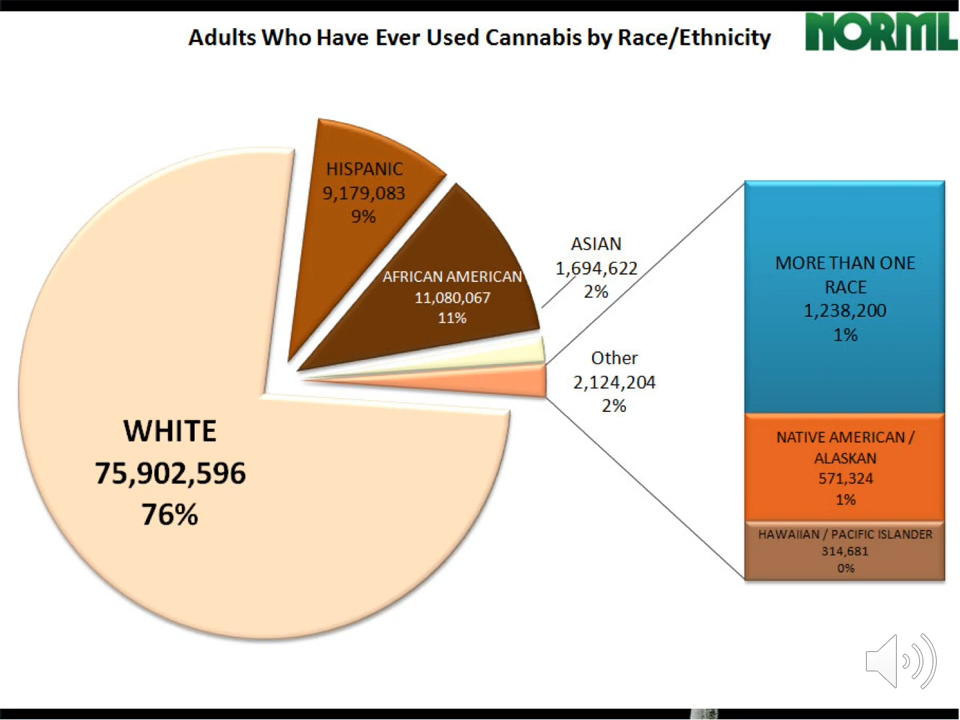 Adults Who Have Ever Used Cannabis by Race/Ethnicity
NORML
HISPANIC
9,179,083
9%
AFRICAN AMERICAN
11,080,067
11%
ASIAN
1,694,622
2%
Other
2,124,204
2%
WHITE
75,902,596
76%
MORE THAN ONE
RACE
1,238,200
1%
NATIVE AMERICAN /
ALASKAN
571,324
1%
HAWAIIAN / PACIFIC ISLANDER
314,681
0%